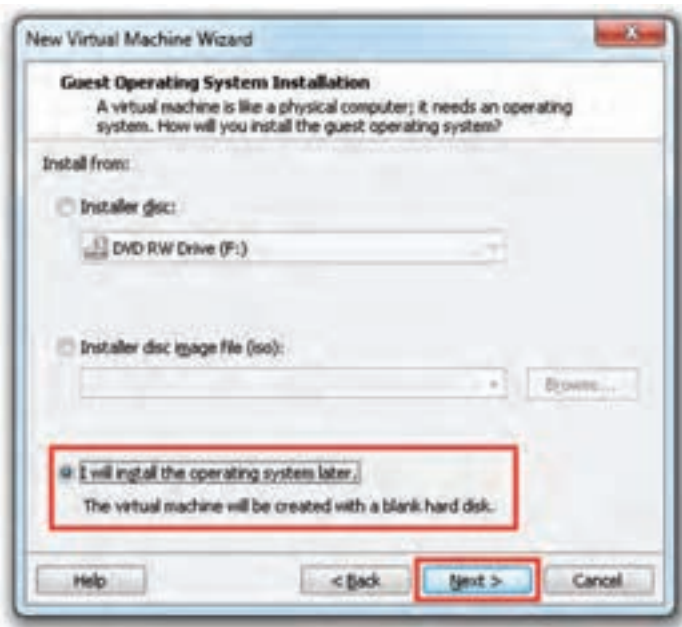 New Virtual Machine Wizard
Guest Operating System Installation
A virtual machine is like a physical computer; it needs an operating
system. How will you install the guest operating system?
Install from:
Installer disc:
DVD RW Drive (F:)
Installer disc image file (iso):
Browse...
I will install the operating system later.
The virtual machine will be created with a blank hard disk.
Help
< Back
Next >
Cancel